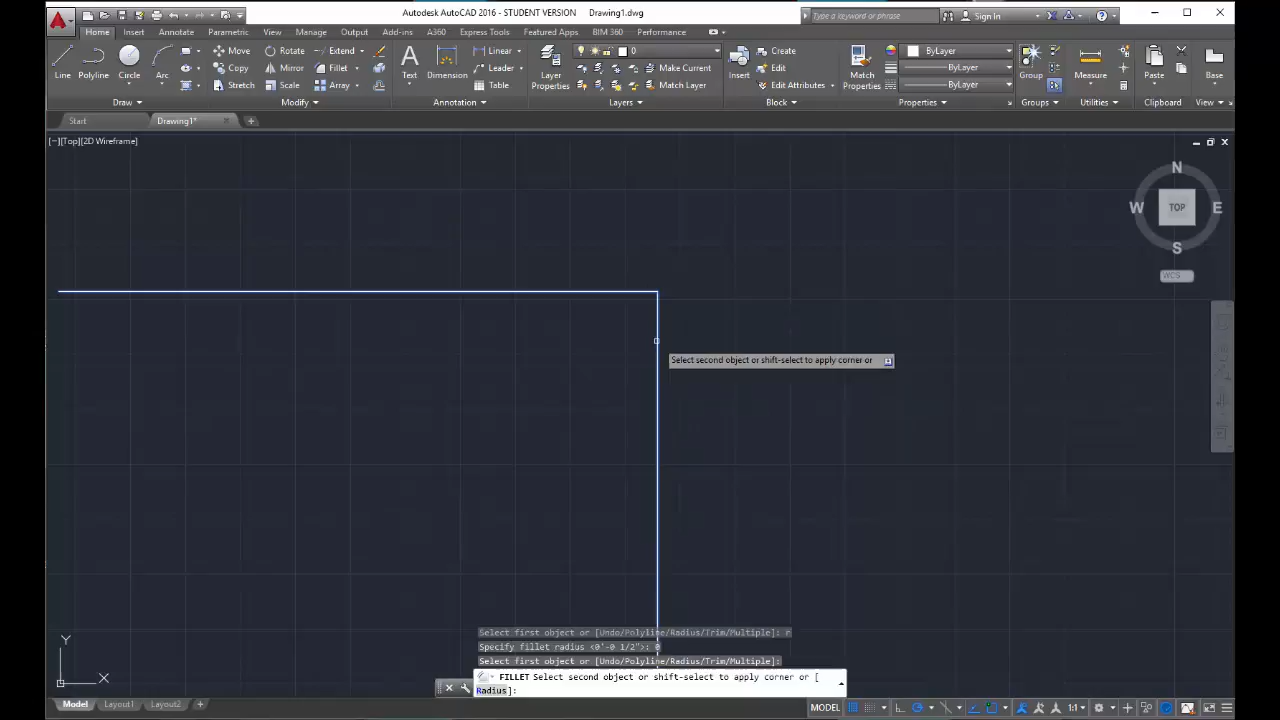 Autodesk AutoCAD 2016 - STUDENT VERSION Drawing1.dwg
Type a keyword or phrase
Sign In
Home Insert Annotate Parametric View Manage Output Add-ins A360 Express Tools Featured Apps BIM 360 Performance
Line Polyline Circle Arc
Move Rotate Extend
Copy Mirror Fillet
Stretch Scale Array
Text Dimension
Linear
Leader
Table
Layer Properties
0
Make Current
Match Layer
Insert
Create
Edit
Edit Attributes
Match Properties
ByLayer
ByLayer
ByLayer
Group Measure Paste Base
Draw Modify Annotation Layers Block Properties Groups Utilities Clipboard View
Start Drawing1*
[−][Top][2D Wireframe]
N
W TOP E
S
WCS
Select second object or shift-select to apply corner or
Select first object or [Undo/Polyline/Radius/Trim/Multiple]: r
Specify fillet radius <0'-0 1/2">: 0
Select first object or [Undo/Polyline/Radius/Trim/Multiple]:
FILLET Select second object or shift-select to apply corner or [
Radius]:
Y
X
Model Layout1 Layout2 +
MODEL 1:1